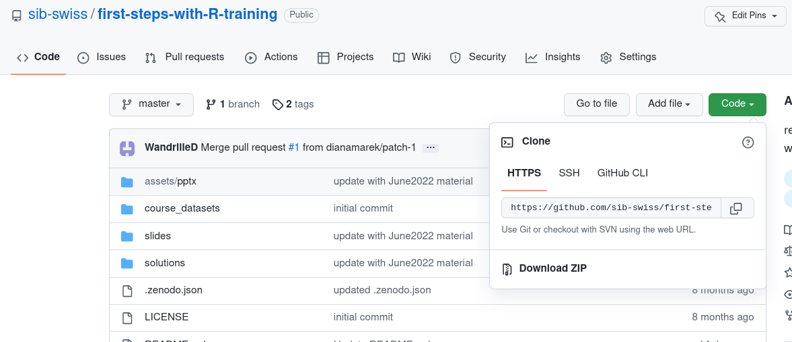 sib-swiss / first-steps-with-R-training Public Edit Pins
Code Issues Pull requests Actions Projects Wiki Security Insights Settings
master 1 branch 2 tags Go to file Add file Code
WandrilleD Merge pull request #1 from dianamarek/patch-1 ...
Clone
HTTPS SSH GitHub CLI
https://github.com/sib-swiss/first-ste
Use Git or checkout with SVN using the web URL.
Download ZIP
assets/pptx update with June2022 material
course_datasets initial commit
slides update with June2022 material
solutions update with June2022 material
.zenodo.json updated .zenodo.json 8 months ago
LICENSE initial commit 8 months ago